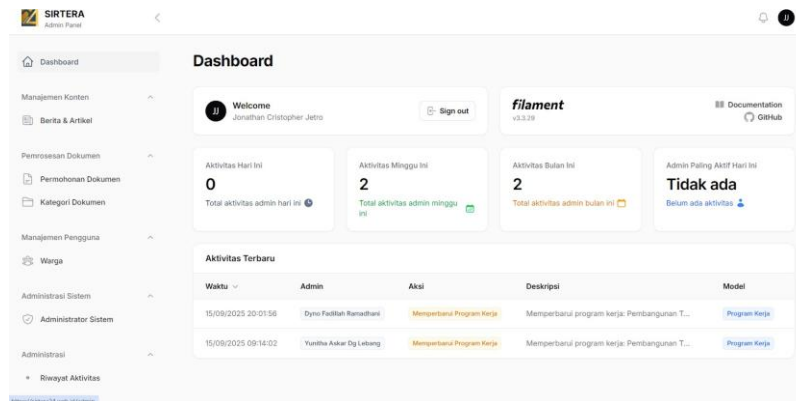 SIRTERA
Admin Panel
JJ
Dashboard
Manajemen Konten
Berita & Artikel
Pemrosesan Dokumen
Permohonan Dokumen
Kategori Dokumen
Manajemen Pengguna
Warga
Administrasi Sistem
Administrator Sistem
Administrasi
Riwayat Aktivitas
Dashboard
JJ
Welcome
Jonathan Cristopher Jetro
Sign out
filament
v3.3.29
Documentation
GitHub
Aktivitas Hari Ini
0
Total aktivitas admin hari ini
Aktivitas Minggu Ini
2
Total aktivitas admin minggu
ini
Aktivitas Bulan Ini
2
Total aktivitas admin bulan ini
Admin Paling Aktif Hari Ini
Tidak ada
Belum ada aktivitas
Aktivitas Terbaru
Waktu Admin Aksi Deskripsi Model
15/09/2025 20:01:56 Dyno Fadillah Ramadhani Memperbarui Program Kerja Memperbarui program kerja: Pembangunan T... Program Kerja
15/09/2025 09:14:02 Yunitha Askar Dg Lebang Memperbarui Program Kerja Memperbarui program kerja: Pembangunan T... Program Kerja